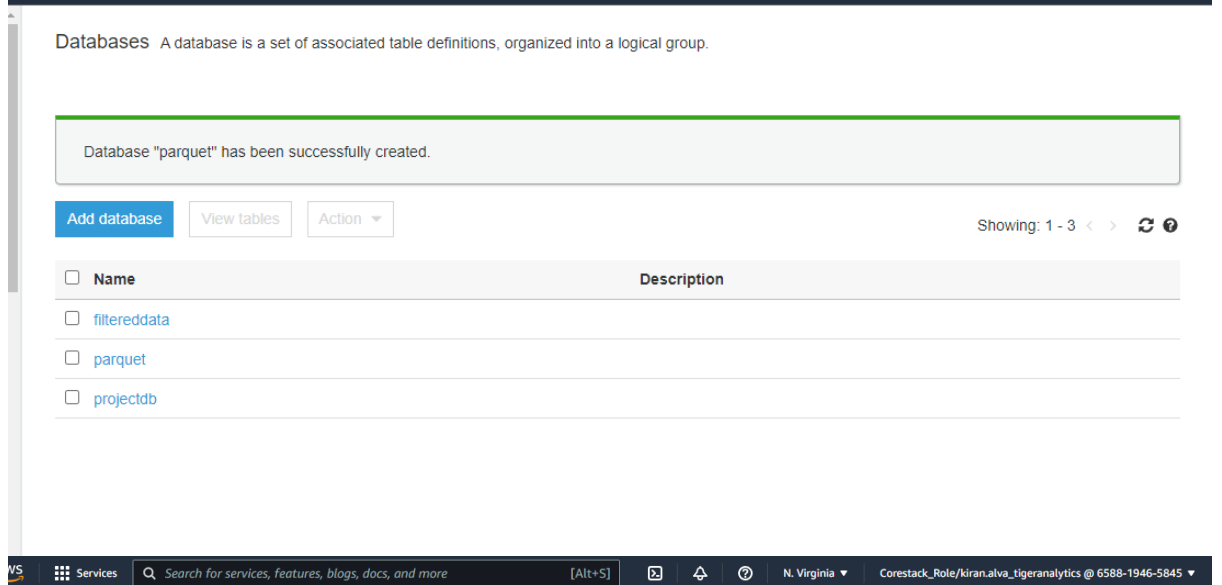 Databases A database is a set of associated table definitions, organized into a logical group.
Database "parquet" has been successfully created.
Add database View tables Action Showing: 1 - 3 < >
Name Description
filtereddata
parquet
projectdb
Services Search for services, features, blogs, docs, and more [Alt+S] N. Virginia Corestack_Role/kiran.alva_tigeranalytics @ 6588-1946-5845